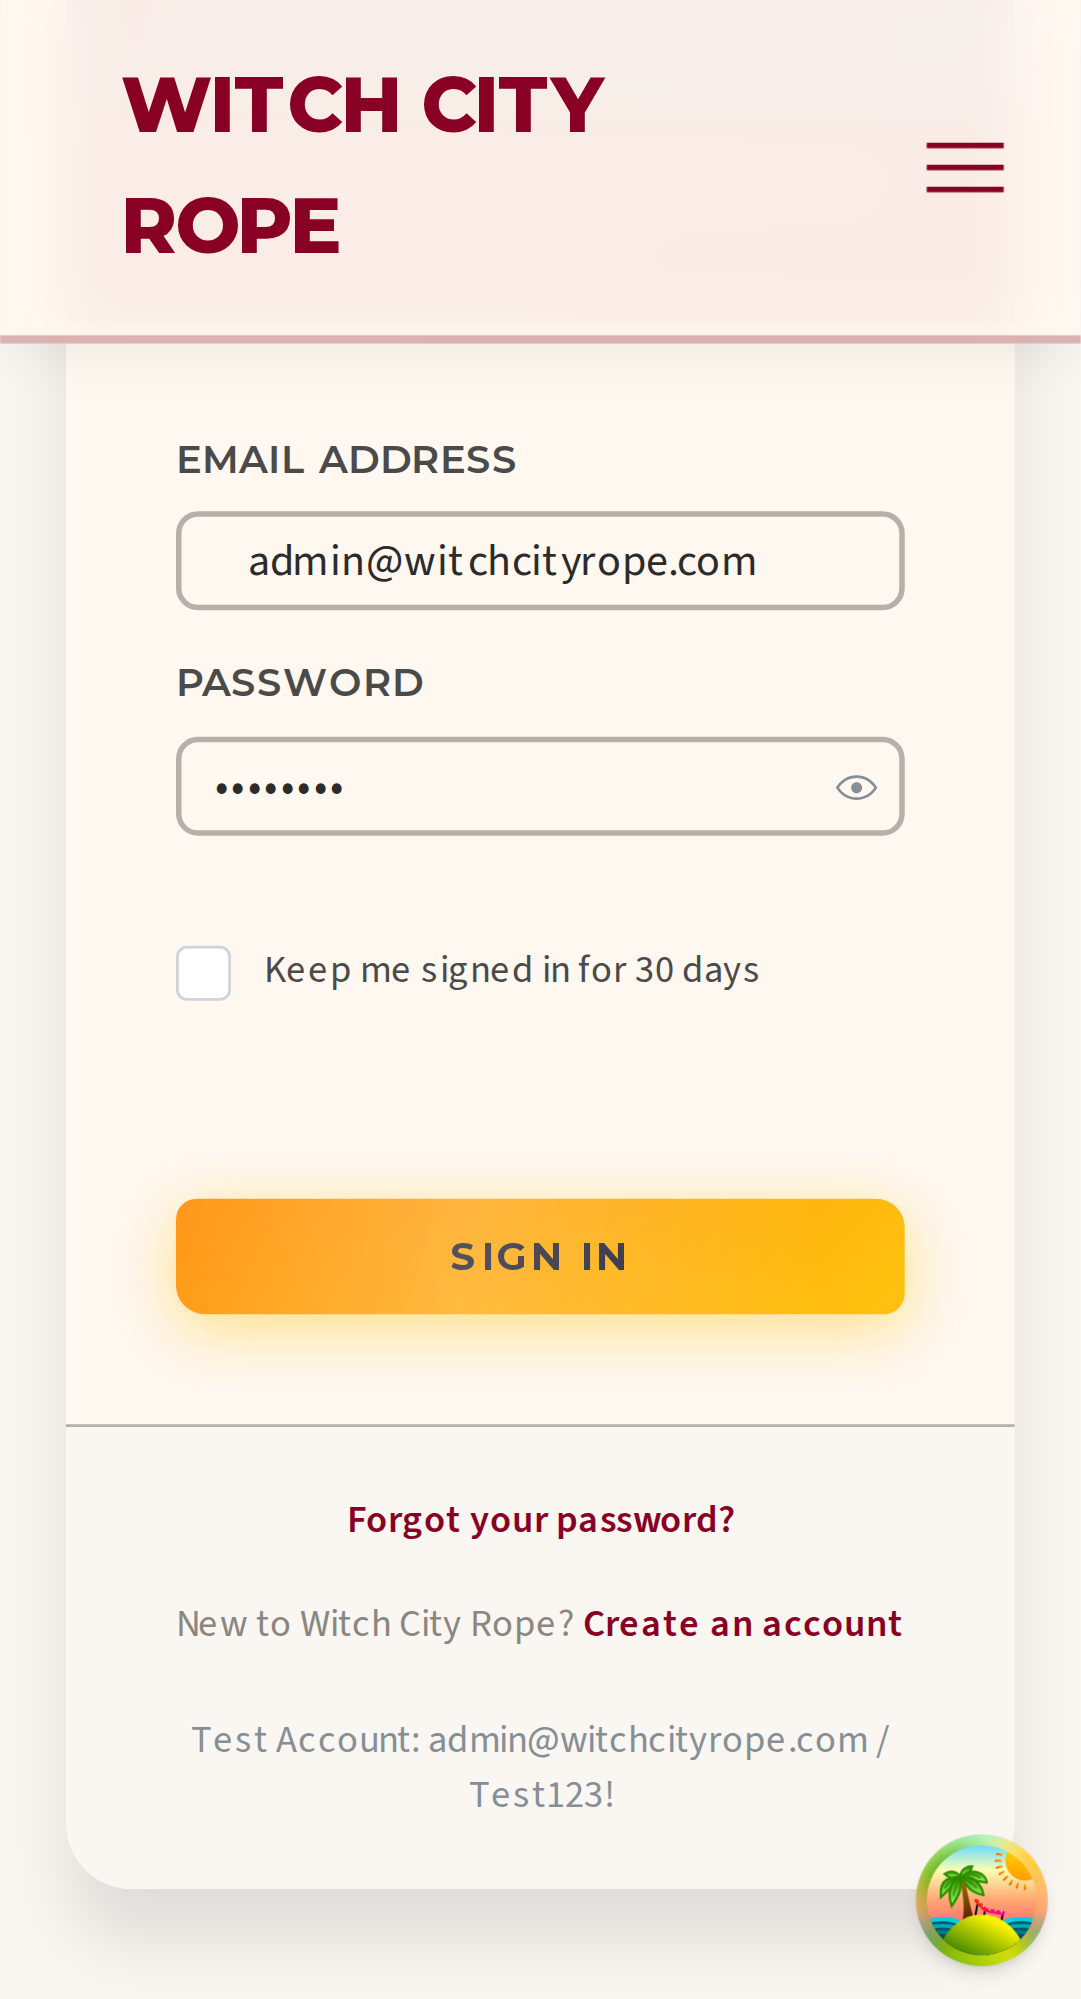 WITCH CITY
ROPE
EMAIL ADDRESS
admin@witchcityrope.com
PASSWORD
••••••••
Keep me signed in for 30 days
SIGN IN
Forgot your password?
New to Witch City Rope? Create an account
Test Account: admin@witchcityrope.com /
Test123!